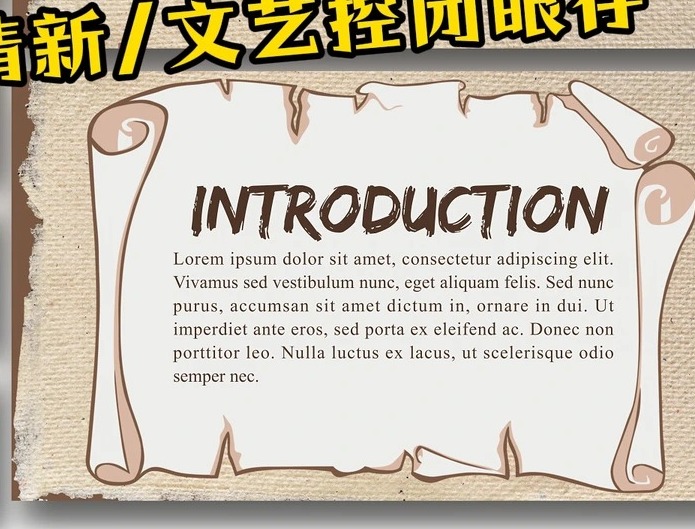 清新/文艺控闭眼存
INTRODUCTION
Lorem ipsum dolor sit amet, consectetur adipiscing elit.
Vivamus sed vestibulum nunc, eget aliquam felis. Sed nunc
purus, accumsan sit amet dictum in, ornare in dui. Ut
imperdiet ante eros, sed porta ex eleifend ac. Donec non
porttitor leo. Nulla luctus ex lacus, ut scelerisque odio
semper nec.